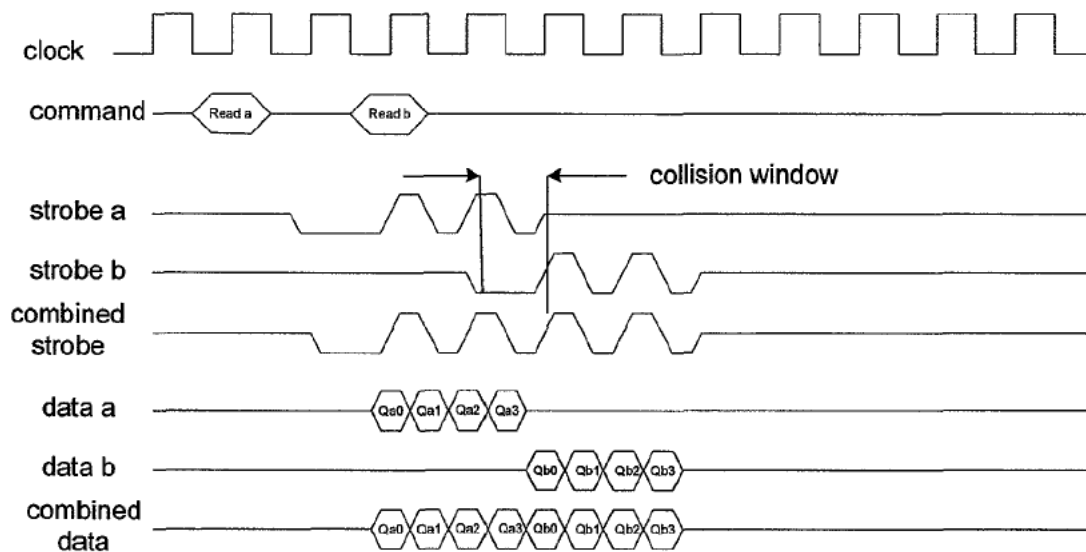 clock
command
Read a
Read b
collision window
strobe a
strobe b
combined
strobe
data a
Qa0 Qa1 Qa2 Qa3
data b
Qb0 Qb1 Qb2 Qb3
combined
data
Qa0 Qa1 Qa2 Qa3 Qb0 Qb1 Qb2 Qb3